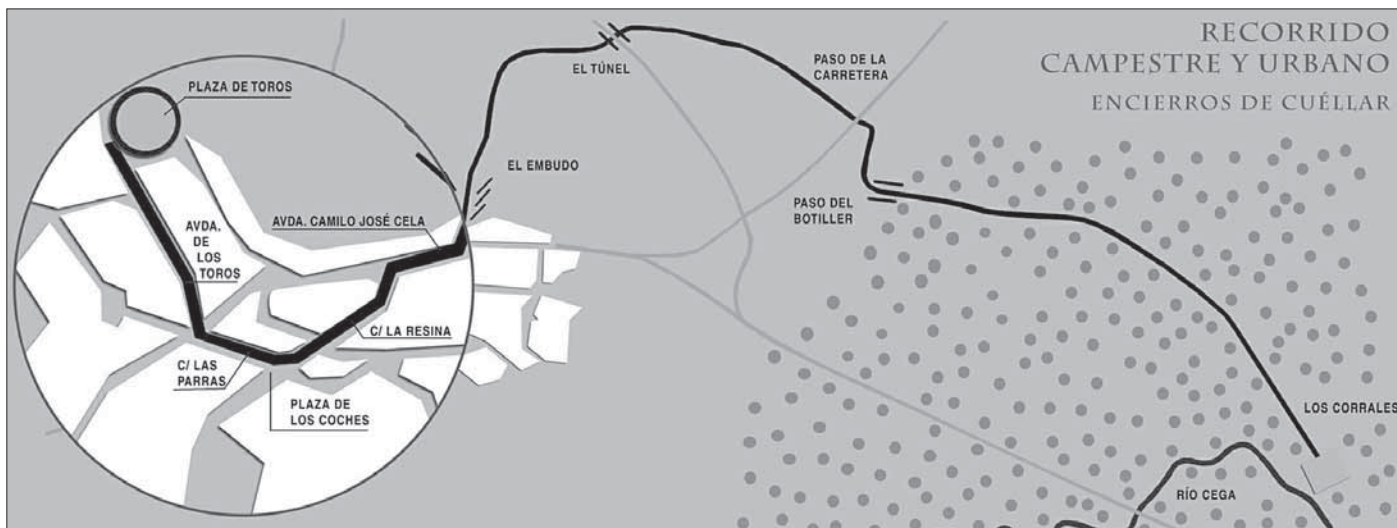 RECORRIDO
CAMPESTRE Y URBANO
ENCIERROS DE CUÉLLAR
PLAZA DE TOROS
EL TÚNEL
PASO DE LA
CARRETERA
EL EMBUDO
PASO DEL
BOTILLER
AVDA. CAMILO JOSÉ CELA
AVDA.
DE
LOS
TOROS
C/ LA RESINA
C/ LAS
PARRAS
PLAZA DE
LOS COCHES
LOS CORRALES
RÍO CEGA